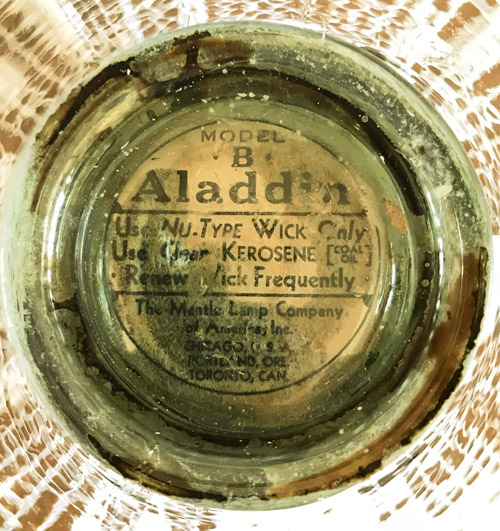 MODEL
B
Aladdin
Use NU-TYPE WICK Only
Use Clear KEROSENE [COAL OIL]
Renew Wick Frequently
The Mantle Lamp Company
of America, Inc.
CHICAGO, U.S.A.
PORTLAND, ORE.
TORONTO, CAN.